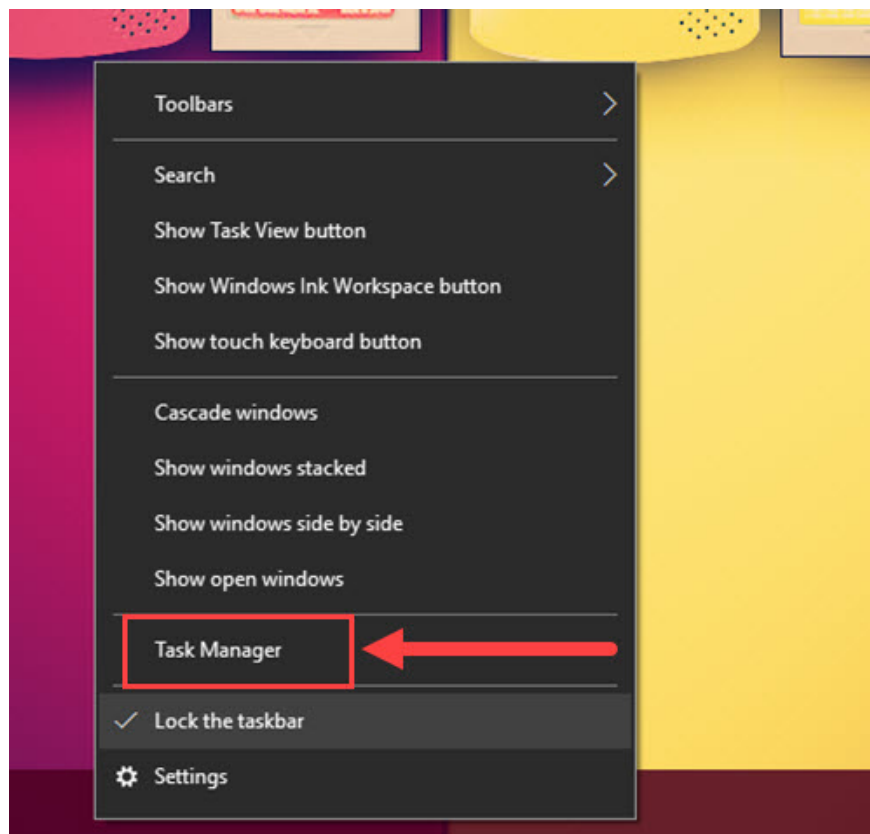 Toolbars
Search
Show Task View button
Show Windows Ink Workspace button
Show touch keyboard button
Cascade windows
Show windows stacked
Show windows side by side
Show open windows
Task Manager
Lock the taskbar
Settings